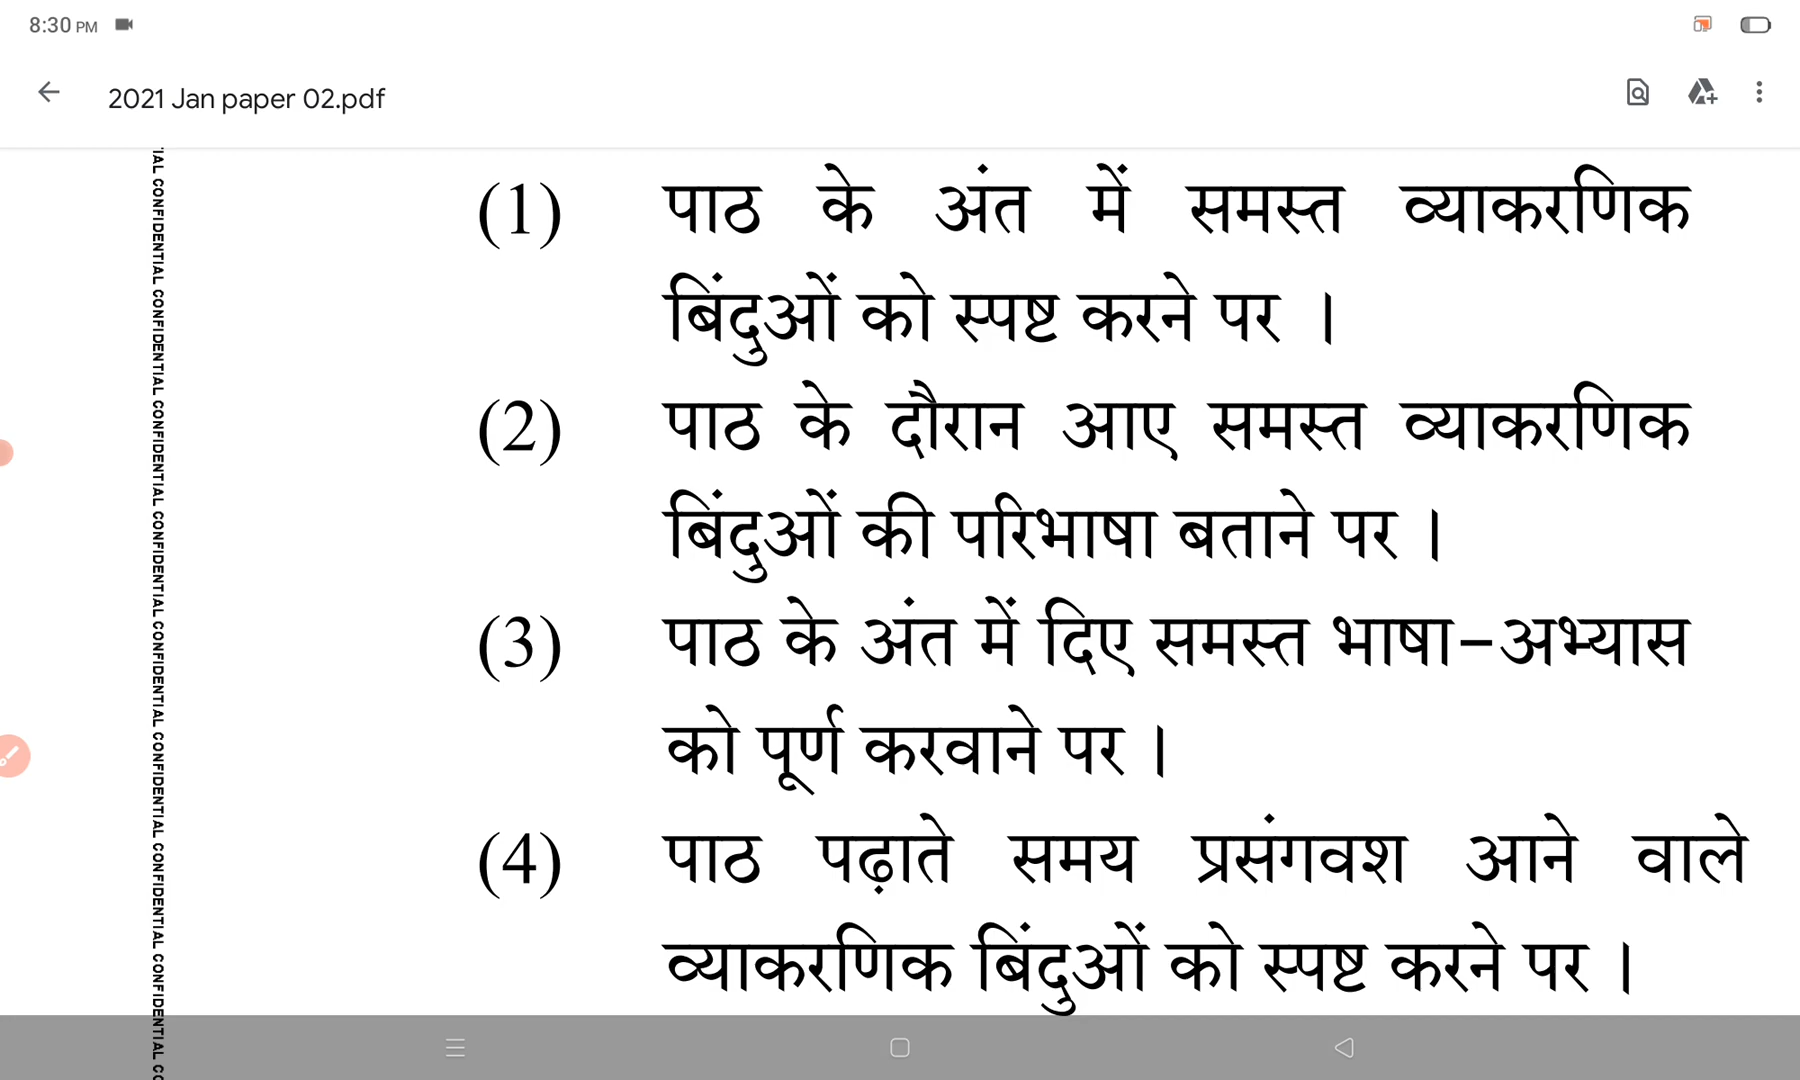 8:30 PM
2021 Jan paper 02.pdf
IAL CONFIDENTIAL CONFIDENTIAL CONFIDENTIAL CONFIDENTIAL CONFIDENTIAL CONFIDENTIAL CONFIDENTIAL CONFIDENTIAL CO
(1) पाठ के अंत में समस्त व्याकरणिक
बिंदुओं को स्पष्ट करने पर ।
(2) पाठ के दौरान आए समस्त व्याकरणिक
बिंदुओं की परिभाषा बताने पर ।
(3) पाठ के अंत में दिए समस्त भाषा-अभ्यास
को पूर्ण करवाने पर ।
(4) पाठ पढ़ाते समय प्रसंगवश आने वाले
व्याकरणिक बिंदुओं को स्पष्ट करने पर ।